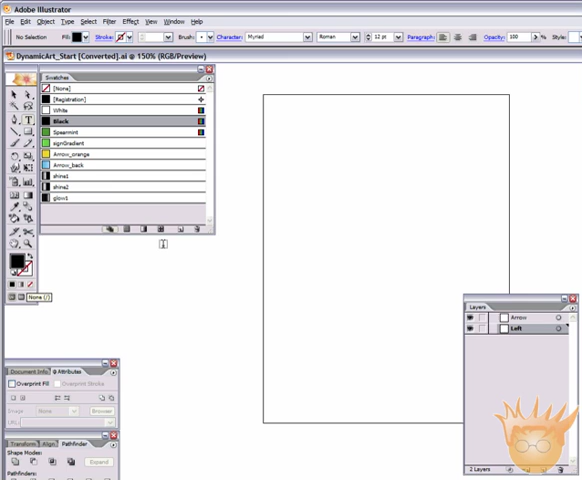 Adobe Illustrator
File Edit Object Type Select Filter Effect View Window Help
No Selection Fill: Stroke: Brush: Character: Myriad Roman 12 pt Paragraph: Opacity: 100 % Style:
DynamicArt_Start [Converted].ai @ 150% (RGB/Preview)
Swatches
[None]
[Registration]
White
Black
Spearmint
signGradient
Arrow_orange
Arrow_back
shine1
shine2
glow1
None (/)
Layers
Arrow
Left
2 Layers
Document Info Attributes
Overprint Fill Overprint Stroke
Image None Browser
URL:
Transform Align Pathfinder
Shape Modes:
Expand
Pathfinders: